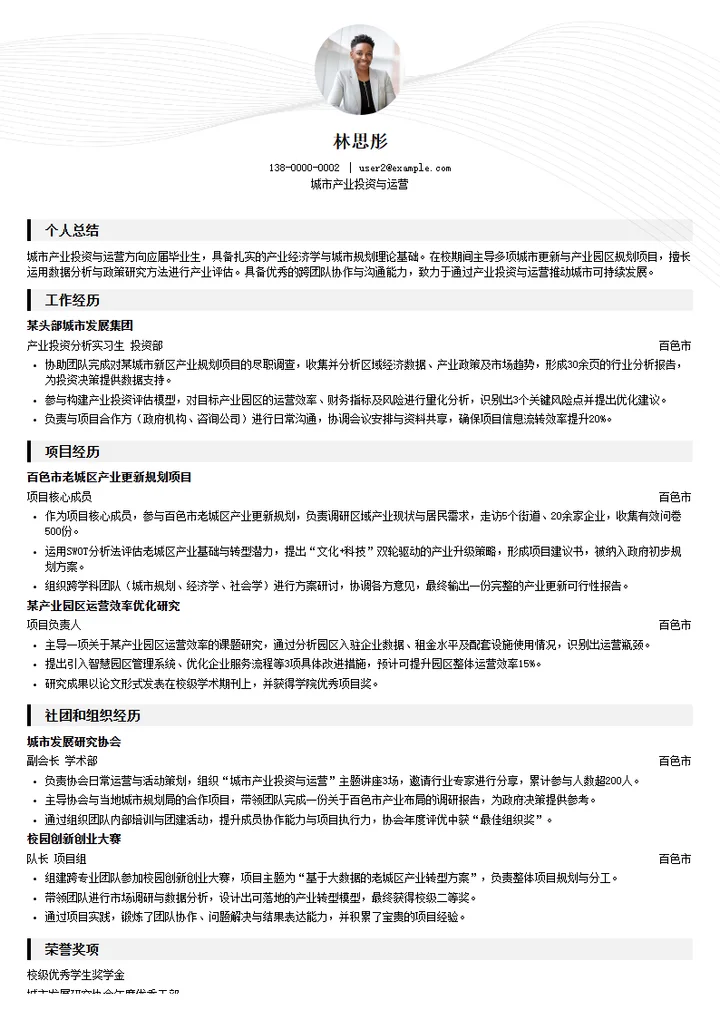 林思彤
138-0000-0002 | user2@example.com
城市产业投资与运营
个人总结
城市产业投资与运营方向应届毕业生，具备扎实的产业经济学与城市规划理论基础。在校期间主导多项城市更新与产业园区规划项目，擅长
运用数据分析与政策研究方法进行产业评估。具备优秀的跨团队协作与沟通能力，致力于通过产业投资与运营推动城市可持续发展。
工作经历
某头部城市发展集团
产业投资分析实习生 投资部 百色市
• 协助团队完成对某城市新区产业规划项目的尽职调查，收集并分析区域经济数据、产业政策及市场趋势，形成30余页的行业分析报告，
为投资决策提供数据支持。
• 参与构建产业投资评估模型，对目标产业园区的运营效率、财务指标及风险进行量化分析，识别出3个关键风险点并提出优化建议。
• 负责与项目合作方（政府机构、咨询公司）进行日常沟通，协调会议安排与资料共享，确保项目信息流转效率提升20%。
项目经历
百色市老城区产业更新规划项目
项目核心成员 百色市
• 作为项目核心成员，参与百色市老城区产业更新规划，负责调研区域产业现状与居民需求，走访5个街道、20余家企业，收集有效问卷
500份。
• 运用SWOT分析法评估老城区产业基础与转型潜力，提出“文化+科技”双轮驱动的产业升级策略，形成项目建议书，被纳入政府初步规
划方案。
• 组织跨学科团队（城市规划、经济学、社会学）进行方案研讨，协调各方意见，最终输出一份完整的产业更新可行性报告。
某产业园区运营效率优化研究
项目负责人 百色市
• 主导一项关于某产业园区运营效率的课题研究，通过分析园区入驻企业数据、租金水平及配套设施使用情况，识别出运营瓶颈。
• 提出引入智慧园区管理系统、优化企业服务流程等3项具体改进措施，预计可提升园区整体运营效率15%。
• 研究成果以论文形式发表在校级学术期刊上，并获得学院优秀项目奖。
社团和组织经历
城市发展研究协会
副会长 学术部 百色市
• 负责协会日常运营与活动策划，组织“城市产业投资与运营”主题讲座3场，邀请行业专家进行分享，累计参与人数超200人。
• 主导协会与当地城市规划局的合作项目，带领团队完成一份关于百色市产业布局的调研报告，为政府决策提供参考。
• 通过组织团队内部培训与团建活动，提升成员协作能力与项目执行力，协会年度评优中获“最佳组织奖”。
校园创新创业大赛
队长 项目组 百色市
• 组建跨专业团队参加校园创新创业大赛，项目主题为“基于大数据的老城区产业转型方案”，负责整体项目规划与分工。
• 带领团队进行市场调研与数据分析，设计出可落地的产业转型模型，最终获得校级二等奖。
• 通过项目实践，锻炼了团队协作、问题解决与结果表达能力，并积累了宝贵的项目经验。
荣誉奖项
校级优秀学生奖学金
城市发展研究协会年度优秀干部